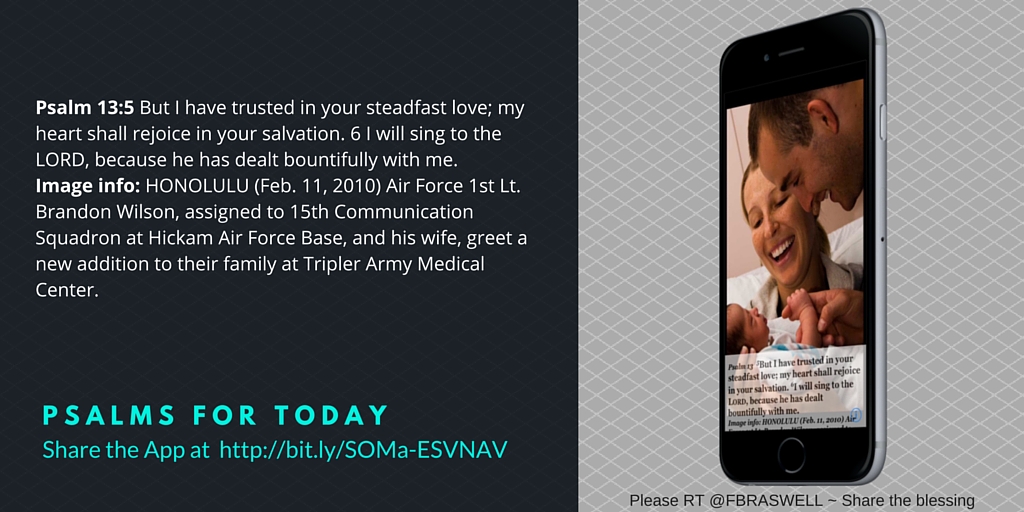 Psalm 13:5 But I have trusted in your steadfast love; my
heart shall rejoice in your salvation. 6 I will sing to the
LORD, because he has dealt bountifully with me.
Image info: HONOLULU (Feb. 11, 2010) Air Force 1st Lt.
Brandon Wilson, assigned to 15th Communication
Squadron at Hickam Air Force Base, and his wife, greet a
new addition to their family at Tripler Army Medical
Center.
PSALMS FOR TODAY
Share the App at http://bit.ly/SOMa-ESVNAV
Psalm 13 5But I have trusted in your
steadfast love; my heart shall rejoice
in your salvation. 6I will sing to the
LORD, because he has dealt
bountifully with me.
Image info: HONOLULU (Feb. 11, 2010) Air
Please RT @FBRASWELL ~ Share the blessing